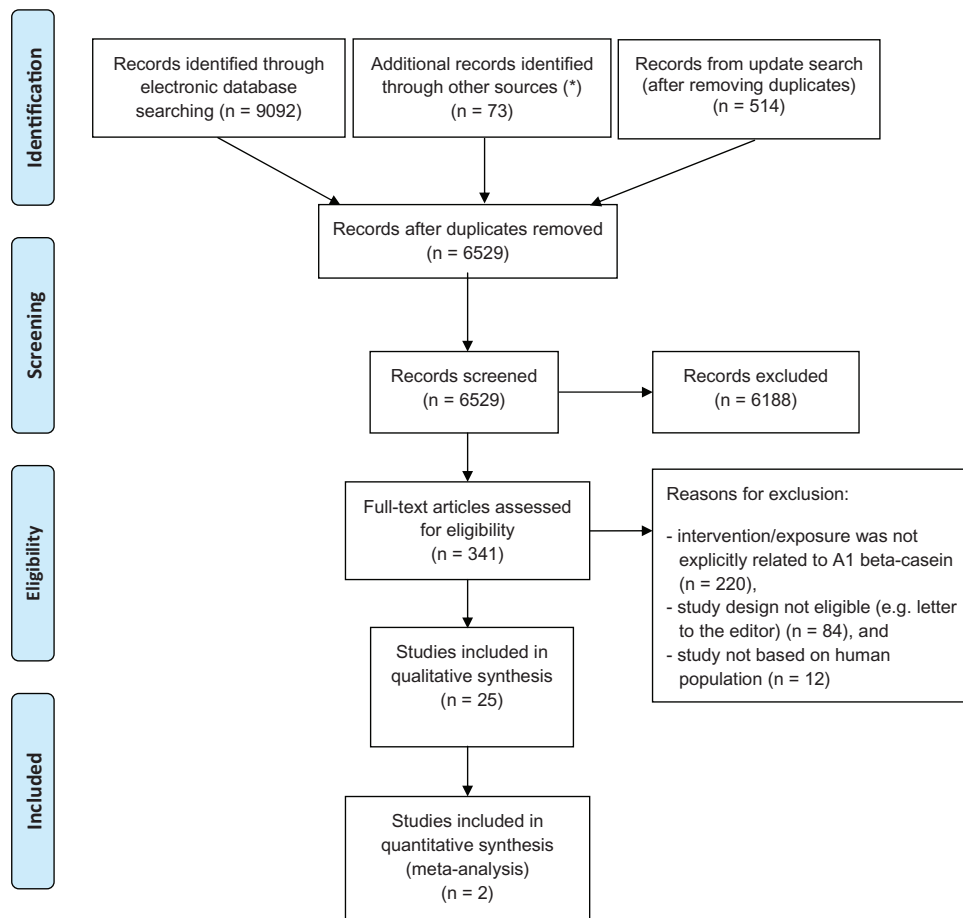 Identification
Records identified through
electronic database
searching (n = 9092)
Additional records identified
through other sources (*)
(n = 73)
Records from update search
(after removing duplicates)
(n = 514)
Records after duplicates removed
(n = 6529)
Screening
Records screened
(n = 6529)
Records excluded
(n = 6188)
Eligibility
Full-text articles assessed
for eligibility
(n = 341)
Reasons for exclusion:
- intervention/exposure was not
explicitly related to A1 beta-casein
(n = 220),
- study design not eligible (e.g. letter
to the editor) (n = 84), and
- study not based on human
population (n = 12)
Studies included in
qualitative synthesis
(n = 25)
Included
Studies included in
quantitative synthesis
(meta-analysis)
(n = 2)